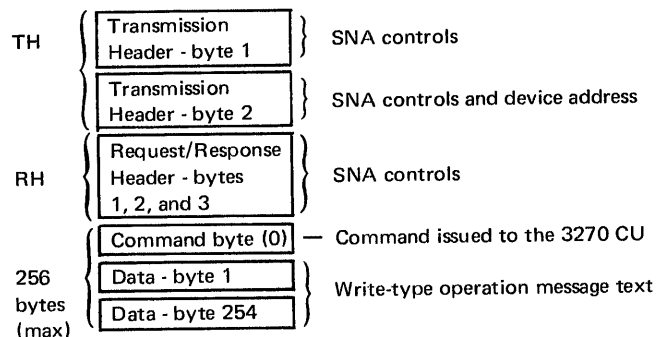 TH
Transmission
Header - byte 1
SNA controls
Transmission
Header - byte 2
SNA controls and device address
RH
Request/Response
Header - bytes
1, 2, and 3
SNA controls
Command byte (0)
Command issued to the 3270 CU
256
bytes
(max)
Data - byte 1
Data - byte 254
Write-type operation message text